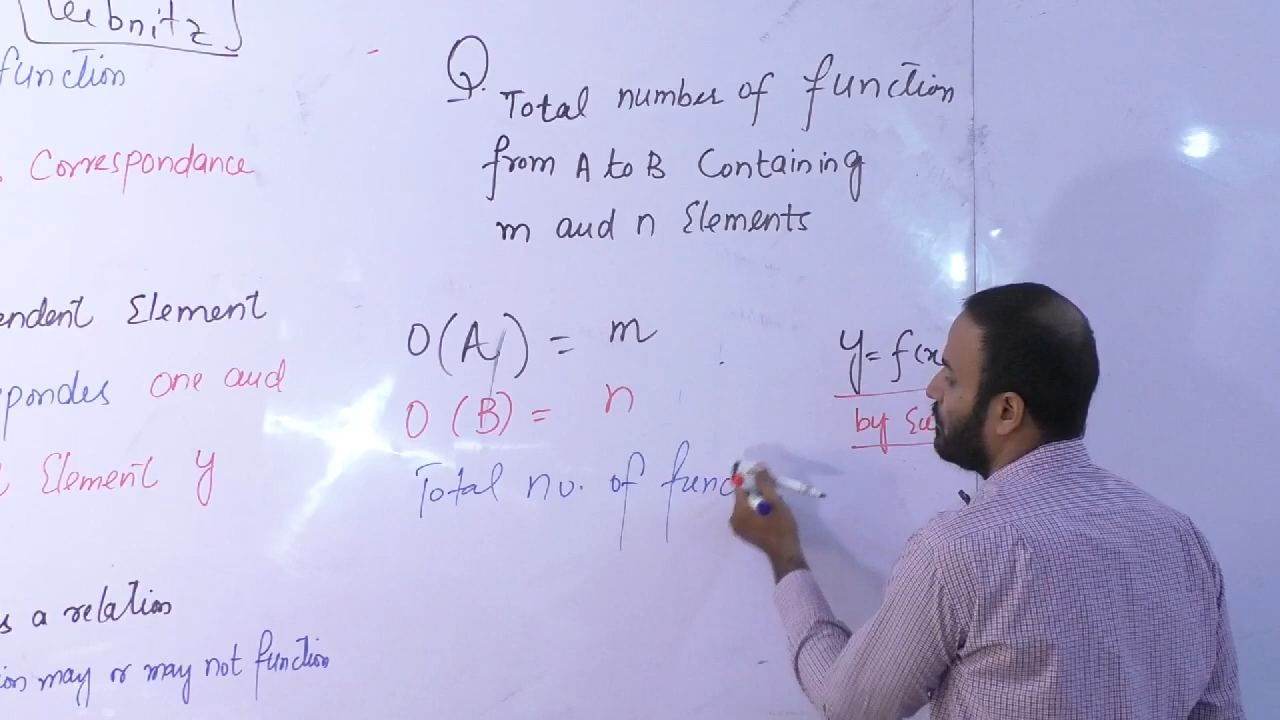 Leibnitz
function
Correspondance
endent Element
pondes one and
Element y
s a relation
ion may or may not function
Q. Total number of function
from A to B Containing
m and n Elements
O(A) = m
O(B) = n
Total no. of func
y = f(x
by